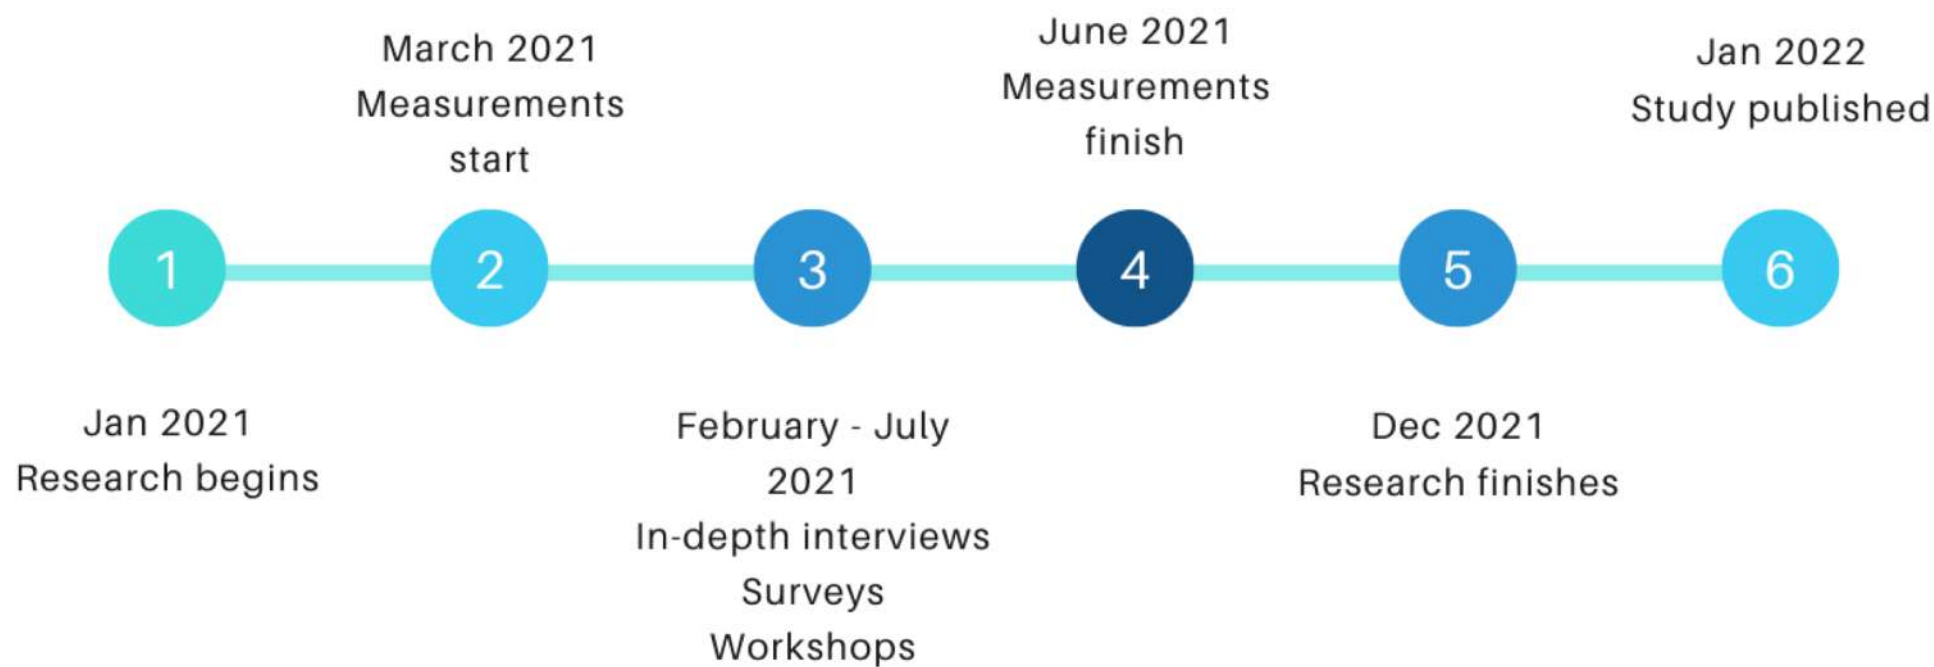 March 2021
Measurements
start
June 2021
Measurements
finish
Jan 2022
Study published
1
2
3
4
5
6
Jan 2021
Research begins
February - July
2021
In-depth interviews
Surveys
Workshops
Dec 2021
Research finishes